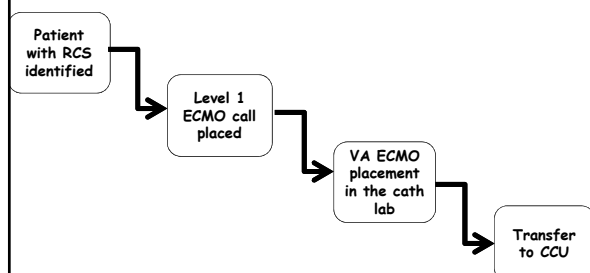 Patient
with RCS
identified
Level 1
ECMO call
placed
VA ECMO
placement
in the cath
lab
Transfer
to CCU